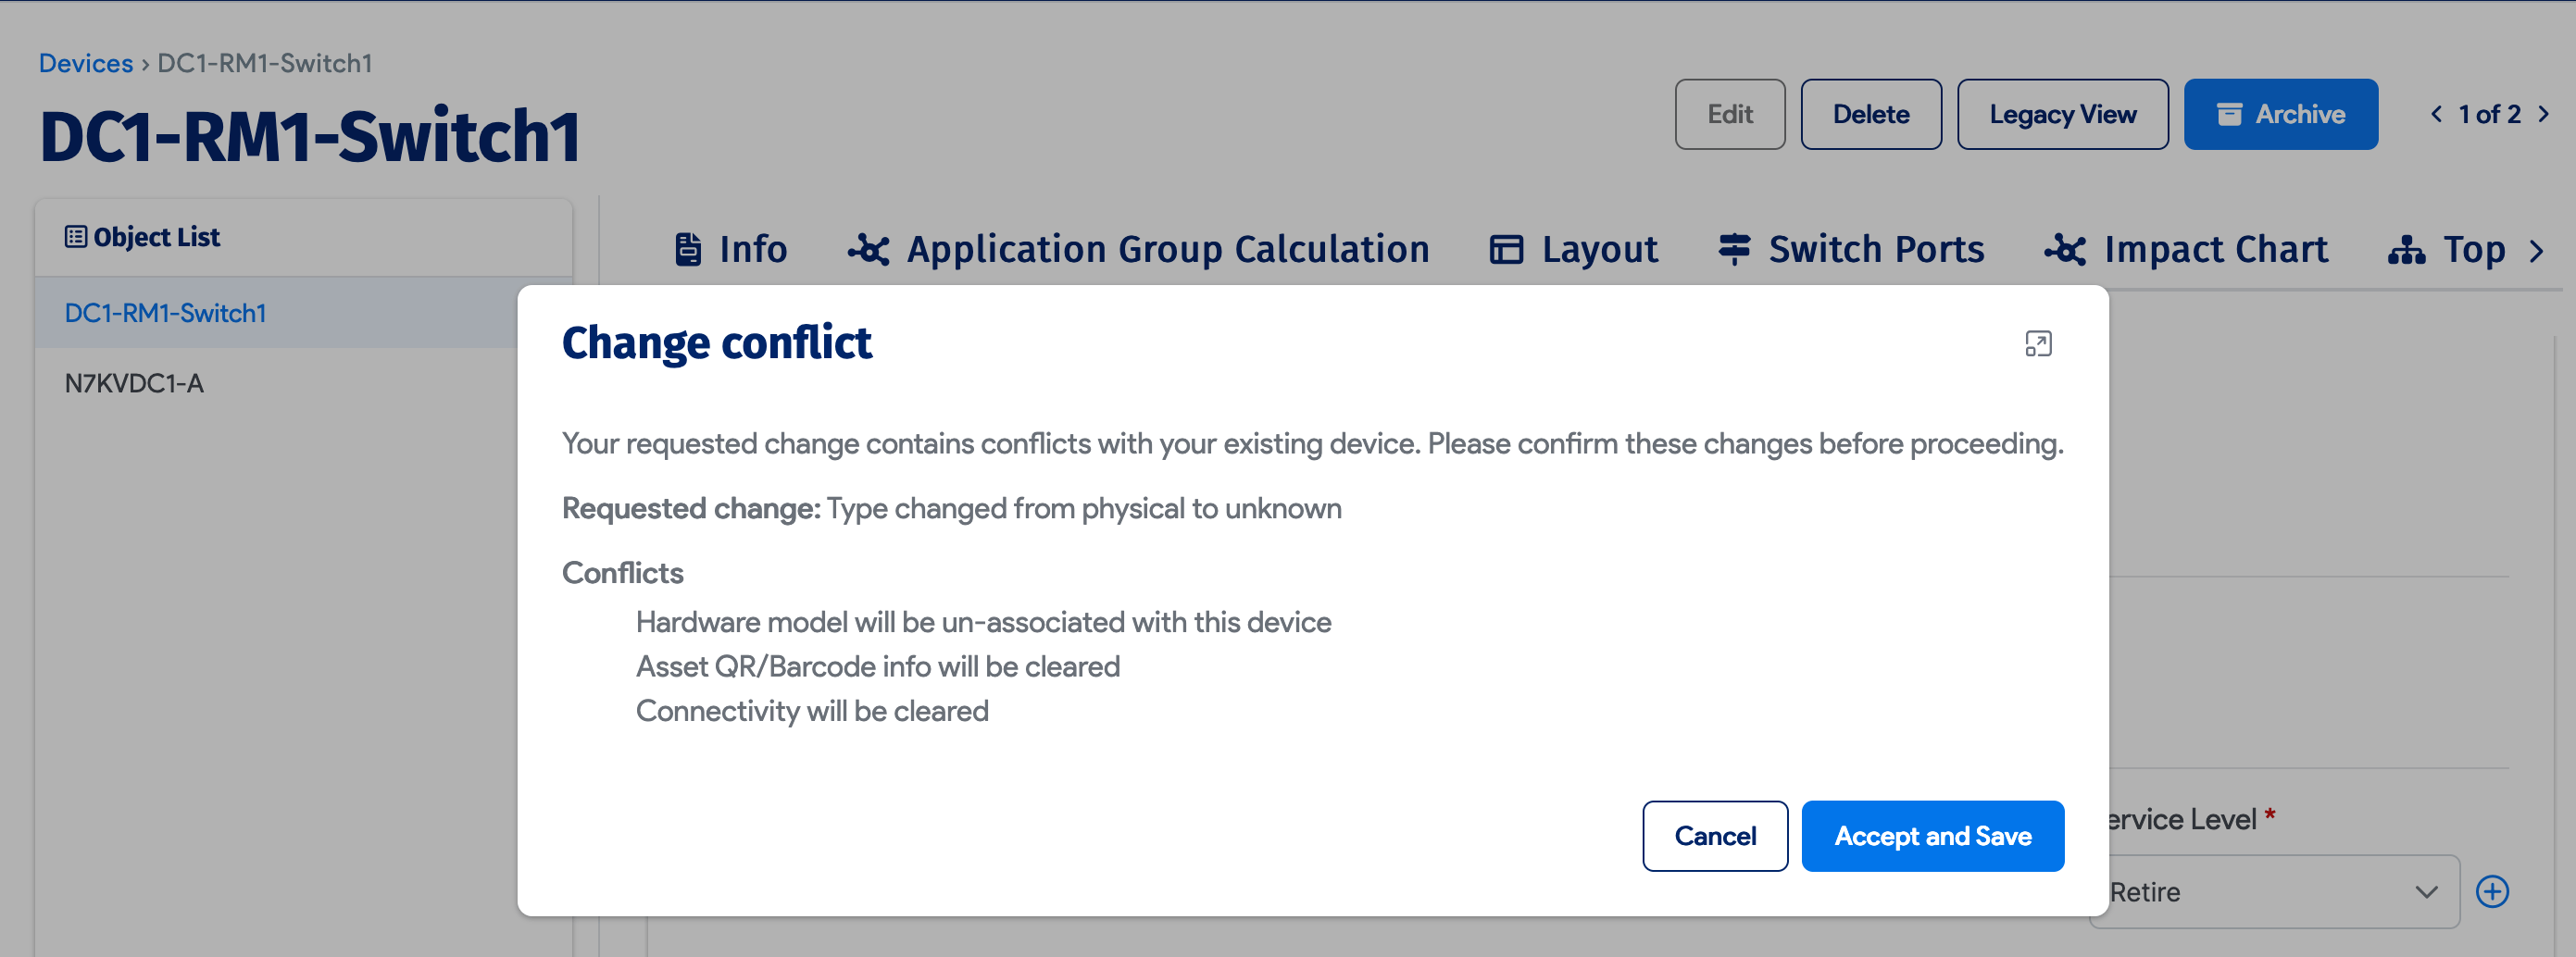 Devices › DC1-RM1-Switch1
DC1-RM1-Switch1
Edit
Delete
Legacy View
Archive
1 of 2
Object List
DC1-RM1-Switch1
N7KVDC1-A
Info
Application Group Calculation
Layout
Switch Ports
Impact Chart
Top
Change conflict
Your requested change contains conflicts with your existing device. Please confirm these changes before proceeding.
Requested change: Type changed from physical to unknown
Conflicts
Hardware model will be un-associated with this device
Asset QR/Barcode info will be cleared
Connectivity will be cleared
Cancel
Accept and Save
ervice Level *
Retire